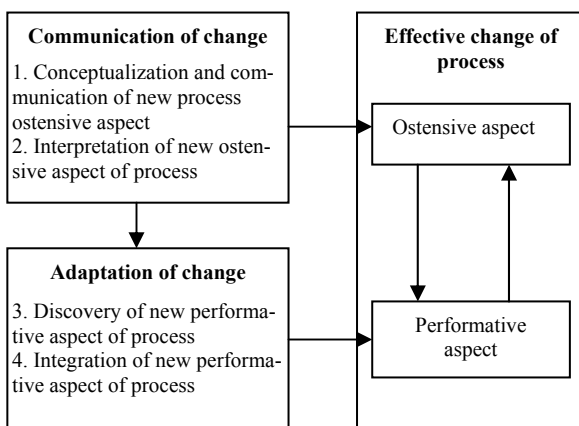 Communication of change
1. Conceptualization and com-
munication of new process
ostensive aspect
2. Interpretation of new osten-
sive aspect of process
Adaptation of change
3. Discovery of new performa-
tive aspect of process
4. Integration of new performa-
tive aspect of process
Effective change of
process
Ostensive aspect
Performative
aspect